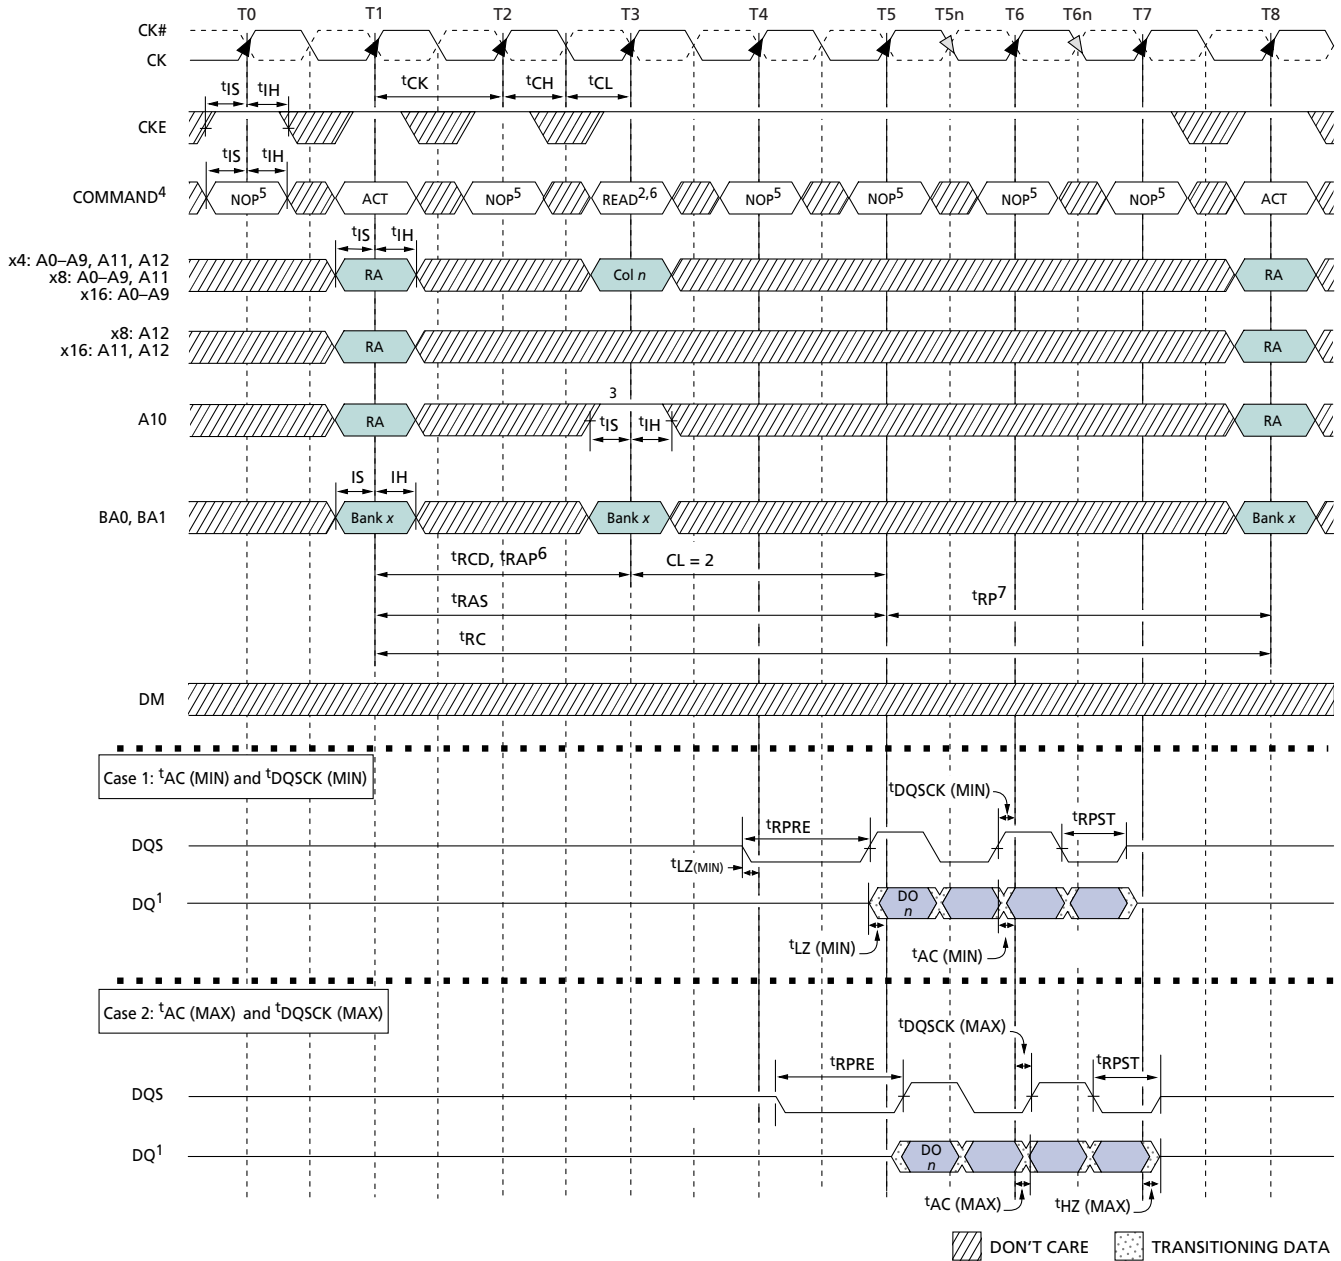 T0 T1 T2 T3 T4 T5 T5n T6 T6n T7 T8
CK#
CK
tIS tIH tCK tCH tCL
CKE
tIS tIH
COMMAND4 NOP5 ACT NOP5 READ2,6 NOP5 NOP5 NOP5 NOP5 ACT
tIS tIH
x4: A0–A9, A11, A12
x8: A0–A9, A11
x16: A0–A9
RA Col n RA
x8: A12
x16: A11, A12
RA RA
3
A10 RA RA
tIS tIH
IS IH
BA0, BA1 Bank x Bank x Bank x
tRCD, tRAP6 CL = 2
tRAS tRP7
tRC
DM
Case 1: tAC (MIN) and tDQSCK (MIN)
tDQSCK (MIN)
tRPRE tRPST
DQS
tLZ(MIN)
DQ1 DO
n
tLZ (MIN) tAC (MIN)
Case 2: tAC (MAX) and tDQSCK (MAX)
tDQSCK (MAX)
tRPRE tRPST
DQS
DQ1 DO
n
tAC (MAX) tHZ (MAX)
DON'T CARE TRANSITIONING DATA